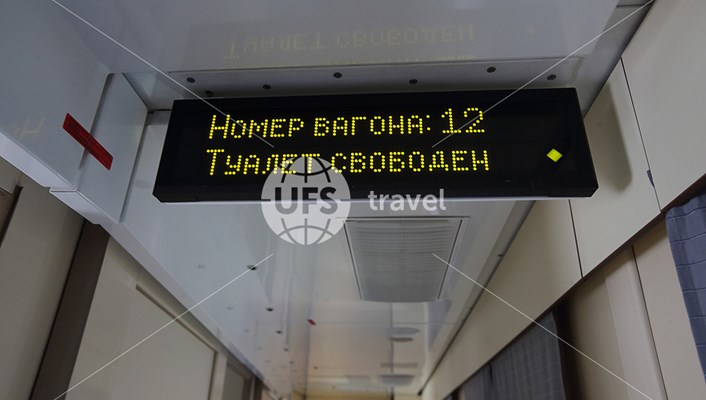 Номер вагона: 12
Туалет свободен
UFS travel